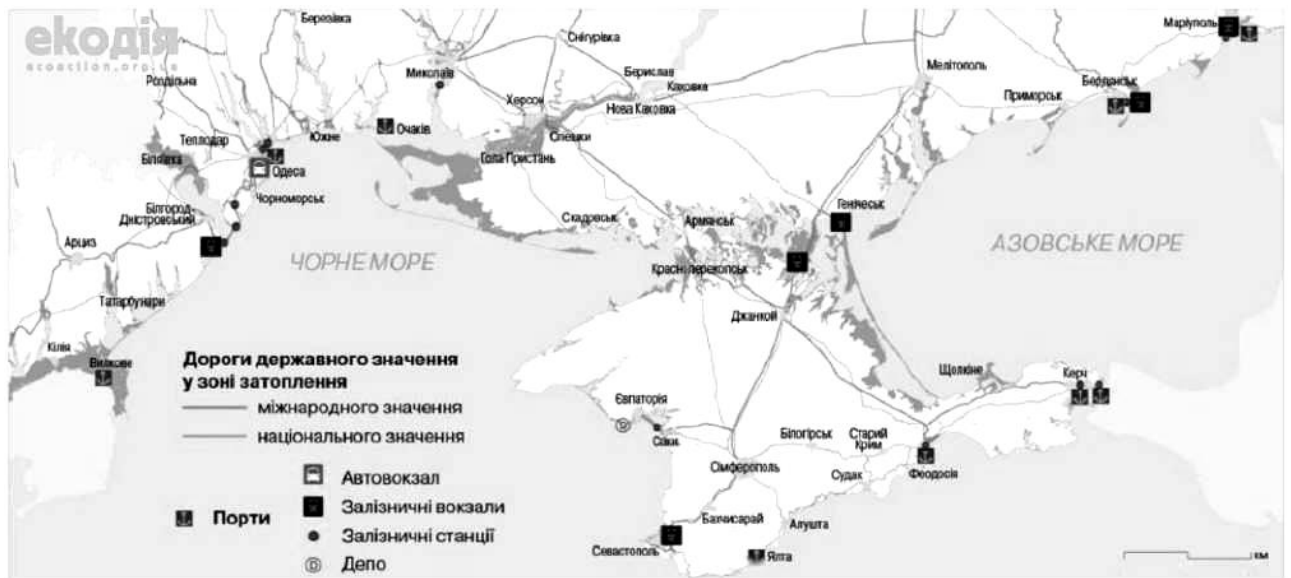 екодія
ecoaction.org.ua
Березівка
Роздільна
Миколаїв
Снігурівка
Берислав
Каховка
Нова Каховка
Херсон
Олешки
Гола Пристань
Мелітополь
Приморськ
Бердянськ
Маріуполь
Теплодар
Южне
Очаків
Біляївка
Одеса
Чорноморськ
Білгород-
Дністровський
Арциз
Татарбунари
Кілія
Вилкове
Скадовськ
Армянськ
Генічеськ
Красноперекопськ
Джанкой
ЧОРНЕ МОРЕ
АЗОВСЬКЕ МОРЕ
Щолкіне
Керч
Євпаторія
Саки
Білогірськ
Старий
Крим
Сімферополь
Судак
Феодосія
Бахчисарай
Алушта
Севастополь
Ялта
Дороги державного значення
у зоні затоплення
міжнародного значення
національного значення
Автовокзал
Порти
Залізничні вокзали
Залізничні станції
D Депо
км